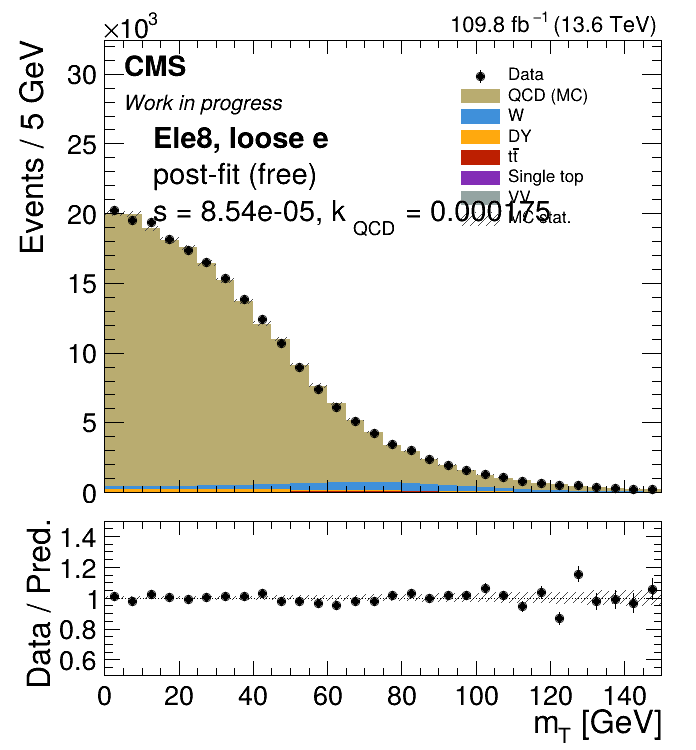 ×10³
109.8 fb⁻¹ (13.6 TeV)
Events / 5 GeV
CMS
Work in progress
Ele8, loose e
post-fit (free)
s = 8.54e-05, k QCD = 0.000175
Data
QCD (MC)
W
DY
tt̄
Single top
VV
MC stat.
30
25
20
15
10
5
0
Data / Pred.
1.4
1.2
1
0.8
0.6
0 20 40 60 80 100 120 140
m_T [GeV]